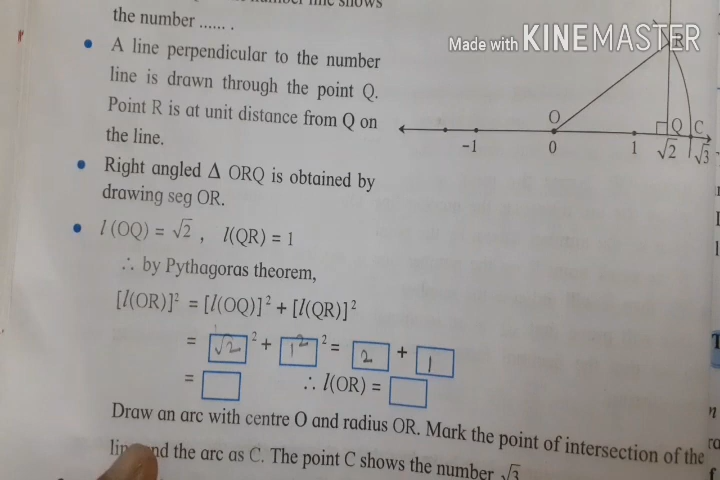 the number ...... .
• A line perpendicular to the number
line is drawn through the point Q.
Point R is at unit distance from Q on
the line.
• Right angled Δ ORQ is obtained by
drawing seg OR.
• l (OQ) = √2 , l(QR) = 1
∴ by Pythagoras theorem,
[l(OR)]² = [l(OQ)]² + [l(QR)]²
= √2 ² + 1² ² = 2 + 1
= ∴ l(OR) =
Draw an arc with centre O and radius OR. Mark the point of intersection of the
and the arc as C. The point C shows the number √3
Made with KINEMASTER
R
O Q C
-1 0 1 √2 √3